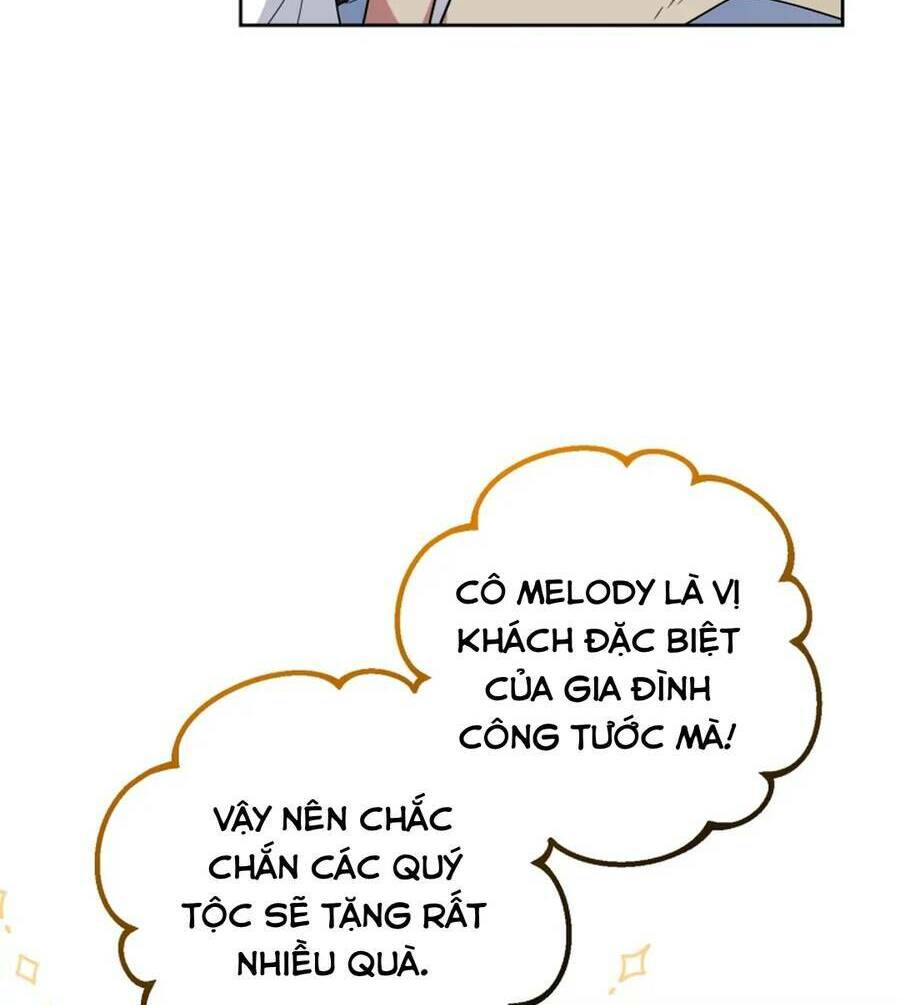 CÔ MELODY LÀ VỊ
KHÁCH ĐẶC BIỆT
CỦA GIA ĐÌNH
CÔNG TƯỚC MÀ!
VẬY NÊN CHẮC
CHẮN CÁC QUÝ
TỘC SẼ TẶNG RẤT
NHIỀU QUÀ.